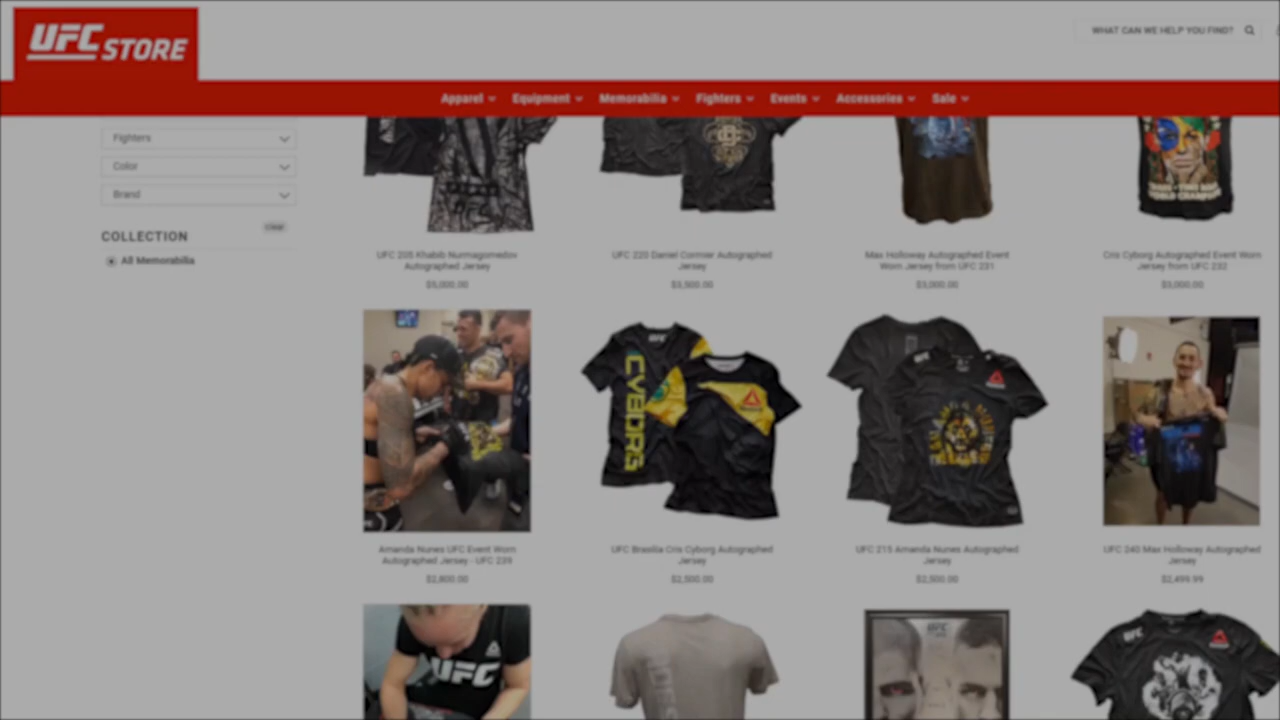 UFC STORE
WHAT CAN WE HELP YOU FIND?
Apparel Equipment Memorabilia Fighters Events Accessories Sale
Fighters
Color
Brand
COLLECTION
All Memorabilia
UFC 205 Khabib Nurmagomedov
Autographed Jersey
$5,000.00
UFC 220 Daniel Cormier Autographed
Jersey
$3,500.00
Max Holloway Autographed Event
Worn Jersey from UFC 231
$3,000.00
Cris Cyborg Autographed Event Worn
Jersey from UFC 232
$3,000.00
UFC
CYBORG
Amanda Nunes UFC Event Worn
Autographed Jersey - UFC 239
$2,800.00
UFC Brasilia Cris Cyborg Autographed
Jersey
$2,500.00
UFC 215 Amanda Nunes Autographed
Jersey
$2,500.00
UFC 240 Max Holloway Autographed
Jersey
$2,499.99
UFC
UFC
UFC